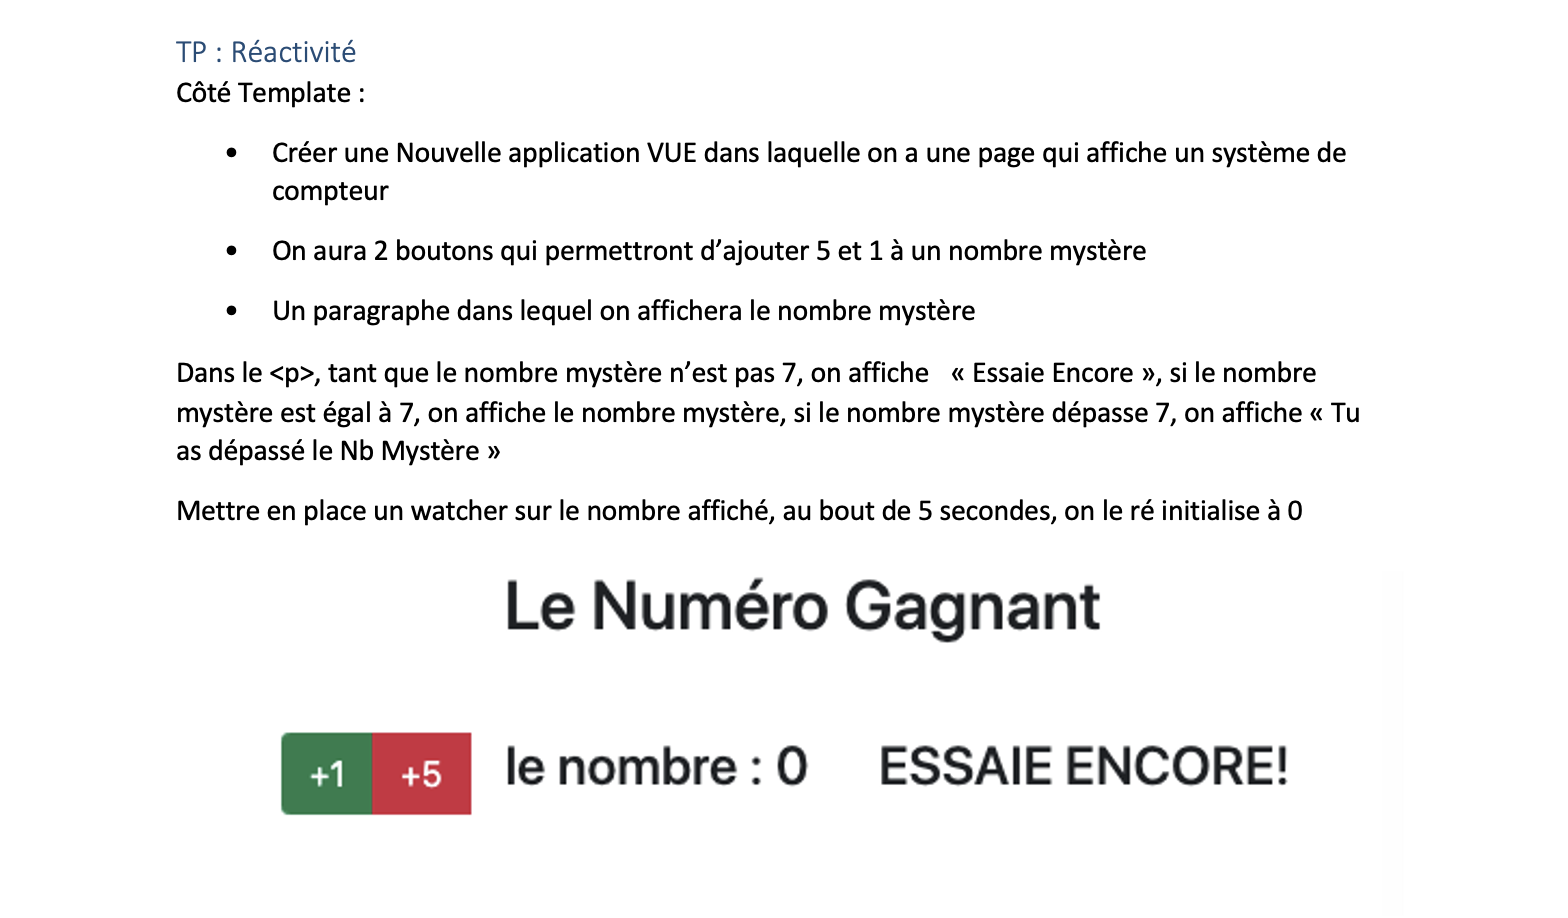 TP : Réactivité
Côté Template :
• Créer une Nouvelle application VUE dans laquelle on a une page qui affiche un système de
compteur
• On aura 2 boutons qui permettront d’ajouter 5 et 1 à un nombre mystère
• Un paragraphe dans lequel on affichera le nombre mystère
Dans le <p>, tant que le nombre mystère n’est pas 7, on affiche « Essaie Encore », si le nombre
mystère est égal à 7, on affiche le nombre mystère, si le nombre mystère dépasse 7, on affiche « Tu
as dépassé le Nb Mystère »
Mettre en place un watcher sur le nombre affiché, au bout de 5 secondes, on le ré initialise à 0
Le Numéro Gagnant
+1 +5 le nombre : 0 ESSAIE ENCORE!